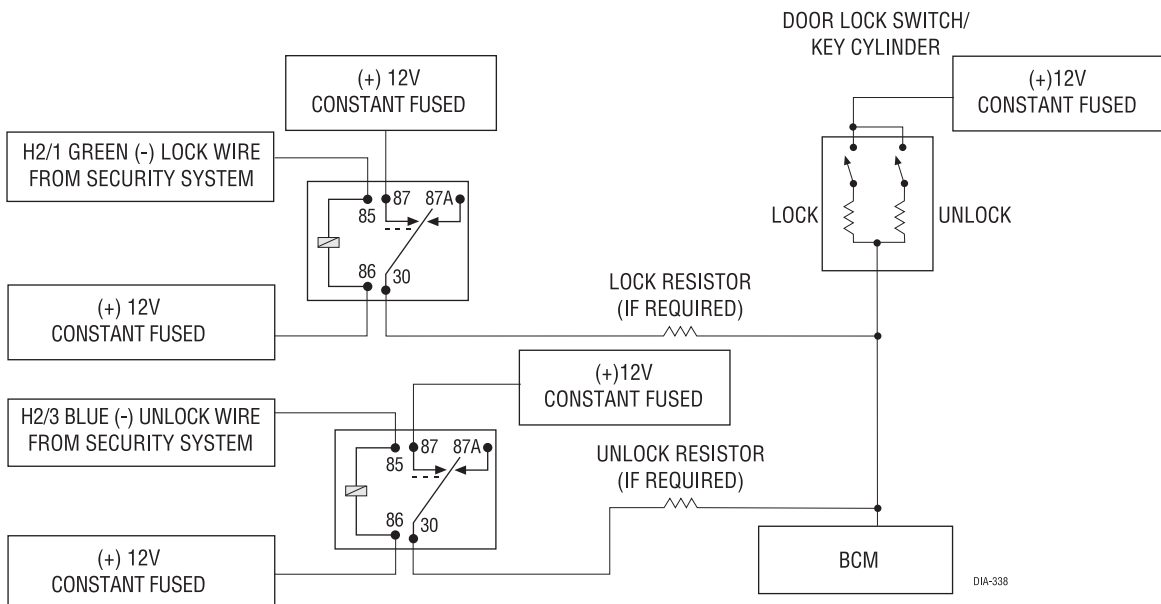 DOOR LOCK SWITCH/
KEY CYLINDER
(+) 12V
CONSTANT FUSED
(+)12V
CONSTANT FUSED
H2/1 GREEN (-) LOCK WIRE
FROM SECURITY SYSTEM
85
87
87A
86
30
LOCK
UNLOCK
(+) 12V
CONSTANT FUSED
LOCK RESISTOR
(IF REQUIRED)
(+)12V
CONSTANT FUSED
H2/3 BLUE (-) UNLOCK WIRE
FROM SECURITY SYSTEM
85
87
87A
86
30
UNLOCK RESISTOR
(IF REQUIRED)
(+) 12V
CONSTANT FUSED
BCM
DIA-338